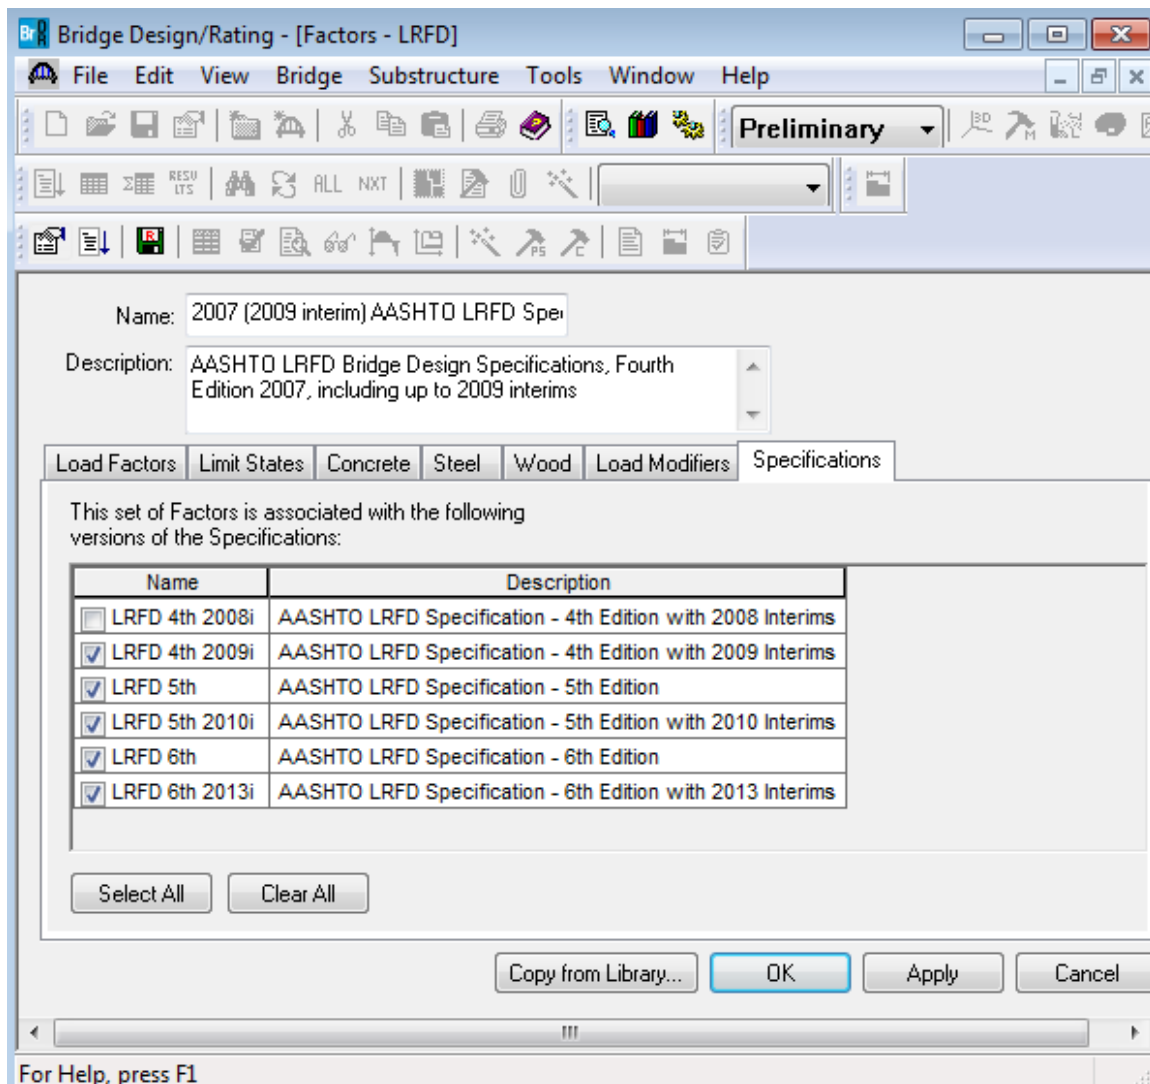 Bridge Design/Rating - [Factors - LRFD]
File Edit View Bridge Substructure Tools Window Help
Preliminary 3D M
Σ RESULTS ALL NXT
R PS C
Name: 2007 (2009 interim) AASHTO LRFD Spe
Description: AASHTO LRFD Bridge Design Specifications, Fourth
Edition 2007, including up to 2009 interims
Load Factors Limit States Concrete Steel Wood Load Modifiers Specifications
This set of Factors is associated with the following
versions of the Specifications:
Name Description
LRFD 4th 2008i AASHTO LRFD Specification - 4th Edition with 2008 Interims
LRFD 4th 2009i AASHTO LRFD Specification - 4th Edition with 2009 Interims
LRFD 5th AASHTO LRFD Specification - 5th Edition
LRFD 5th 2010i AASHTO LRFD Specification - 5th Edition with 2010 Interims
LRFD 6th AASHTO LRFD Specification - 6th Edition
LRFD 6th 2013i AASHTO LRFD Specification - 6th Edition with 2013 Interims
Select All Clear All
Copy from Library... OK Apply Cancel
For Help, press F1